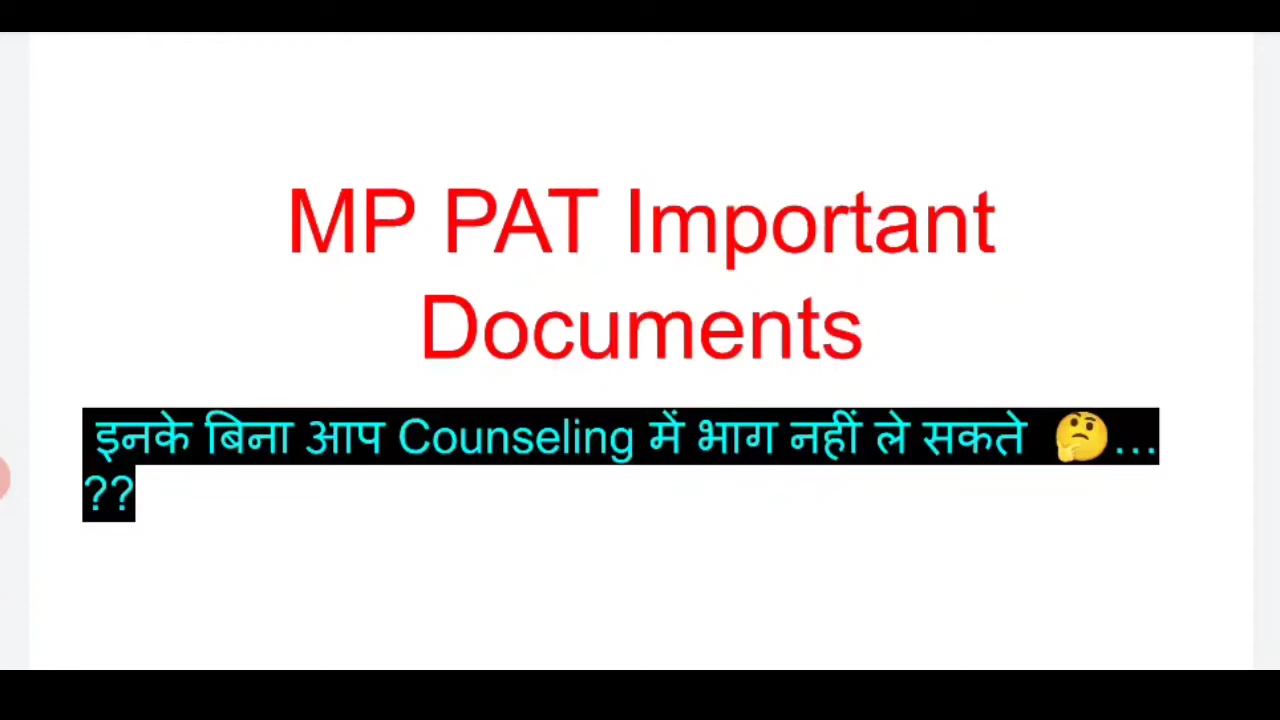 MP PAT Important
Documents
इनके बिना आप Counseling में भाग नहीं ले सकते 🤔...
??